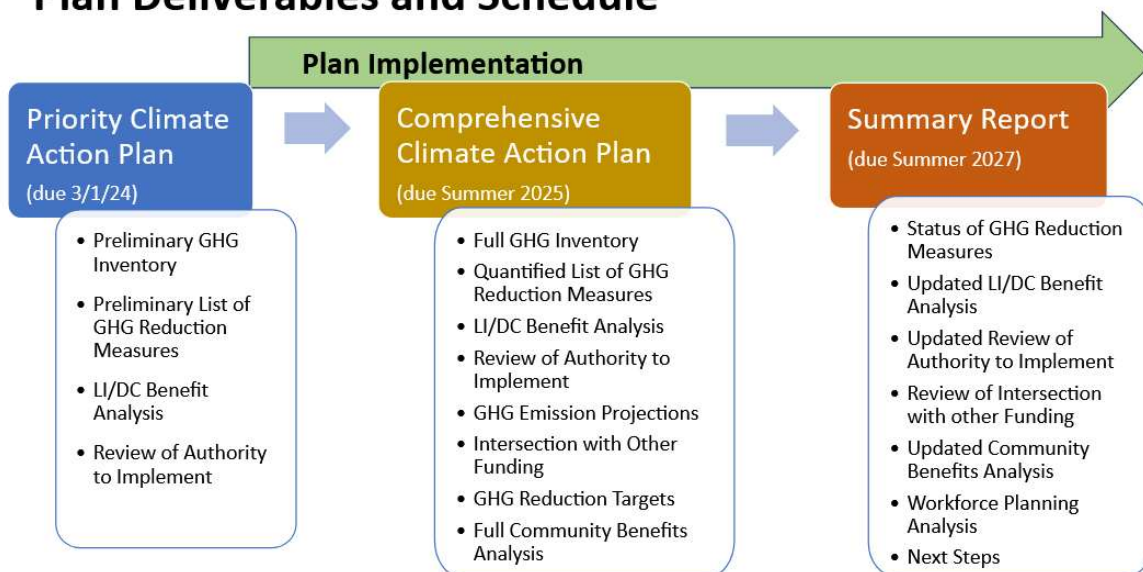 Plan Deliverables and Schedule
Plan Implementation
Priority Climate
Action Plan
(due 3/1/24)
• Preliminary GHG
Inventory
• Preliminary List of
GHG Reduction
Measures
• LI/DC Benefit
Analysis
• Review of Authority
to Implement
Comprehensive
Climate Action Plan
(due Summer 2025)
• Full GHG Inventory
• Quantified List of GHG
Reduction Measures
• LI/DC Benefit Analysis
• Review of Authority to
Implement
• GHG Emission Projections
• Intersection with Other
Funding
• GHG Reduction Targets
• Full Community Benefits
Analysis
Summary Report
(due Summer 2027)
• Status of GHG Reduction
Measures
• Updated LI/DC Benefit
Analysis
• Updated Review of
Authority to Implement
• Review of Intersection
with other Funding
• Updated Community
Benefits Analysis
• Workforce Planning
Analysis
• Next Steps